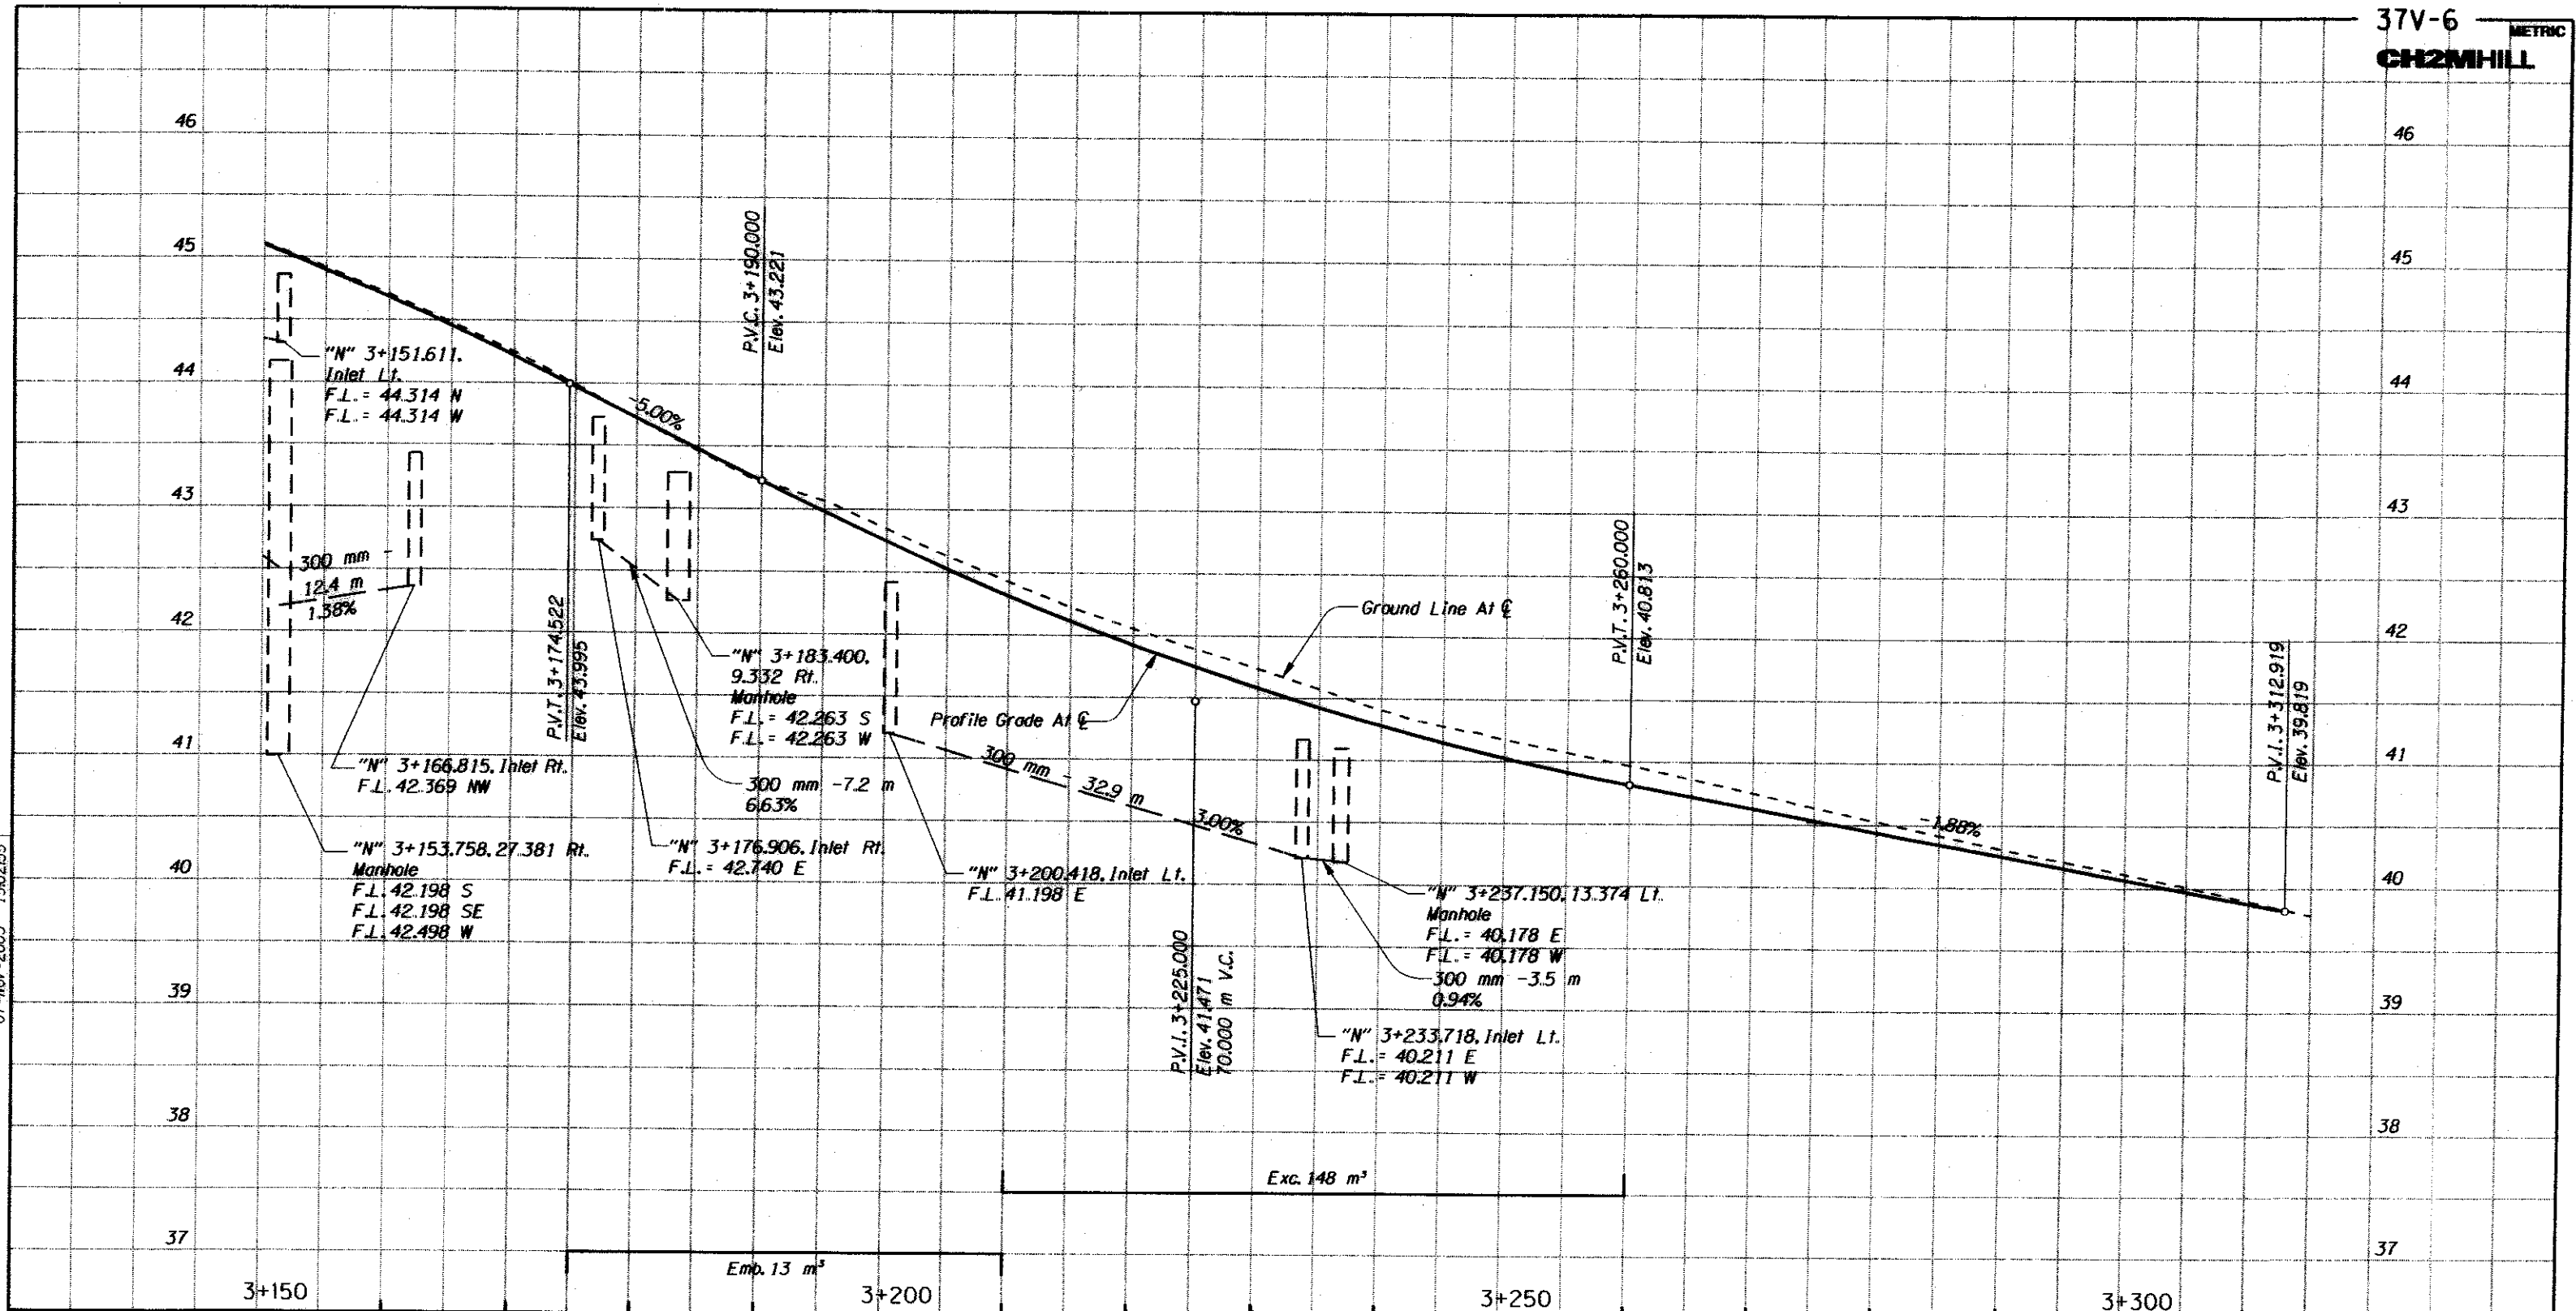 37V-6
METRIC
CH2MHILL
46
46
45
45
44
44
43
43
42
42
41
41
40
40
39
39
38
38
37
37
P.V.C. 3+190.000
Elev. 43.221
"N" 3+151.611,
Inlet Lt.
F.L. = 44.314 N
F.L. = 44.314 W
-5.00%
300 mm -
12.4 m
1.38%
P.V.T. 3+174.522
Elev. 43.995
"N" 3+183.400,
9.332 Rt.
Manhole
F.L. = 42.263 S
F.L. = 42.263 W
Ground Line At ℄
Profile Grade At ℄
P.V.T. 3+260.000
Elev. 40.813
P.V.I. 3+312.919
Elev. 39.819
"N" 3+166.815, Inlet Rt.
F.L. 42.369 NW
300 mm -7.2 m
6.63%
300 mm - 32.9 m
3.00%
-1.88%
"N" 3+153.758, 27.381 Rt.
Manhole
F.L. 42.198 S
F.L. 42.198 SE
F.L. 42.498 W
"N" 3+176.906, Inlet Rt.
F.L. = 42.740 E
"N" 3+200.418, Inlet Lt.
F.L. 41.198 E
"N" 3+237.150, 13.374 Lt.
Manhole
F.L. = 40.178 E
F.L. = 40.178 W
300 mm -3.5 m
0.94%
P.V.I. 3+225.000
Elev. 41.471
70.000 m V.C.
"N" 3+233.718, Inlet Lt.
F.L. = 40.211 E
F.L. = 40.211 W
Exc. 148 m³
Emb. 13 m³
3+150
3+200
3+250
3+300